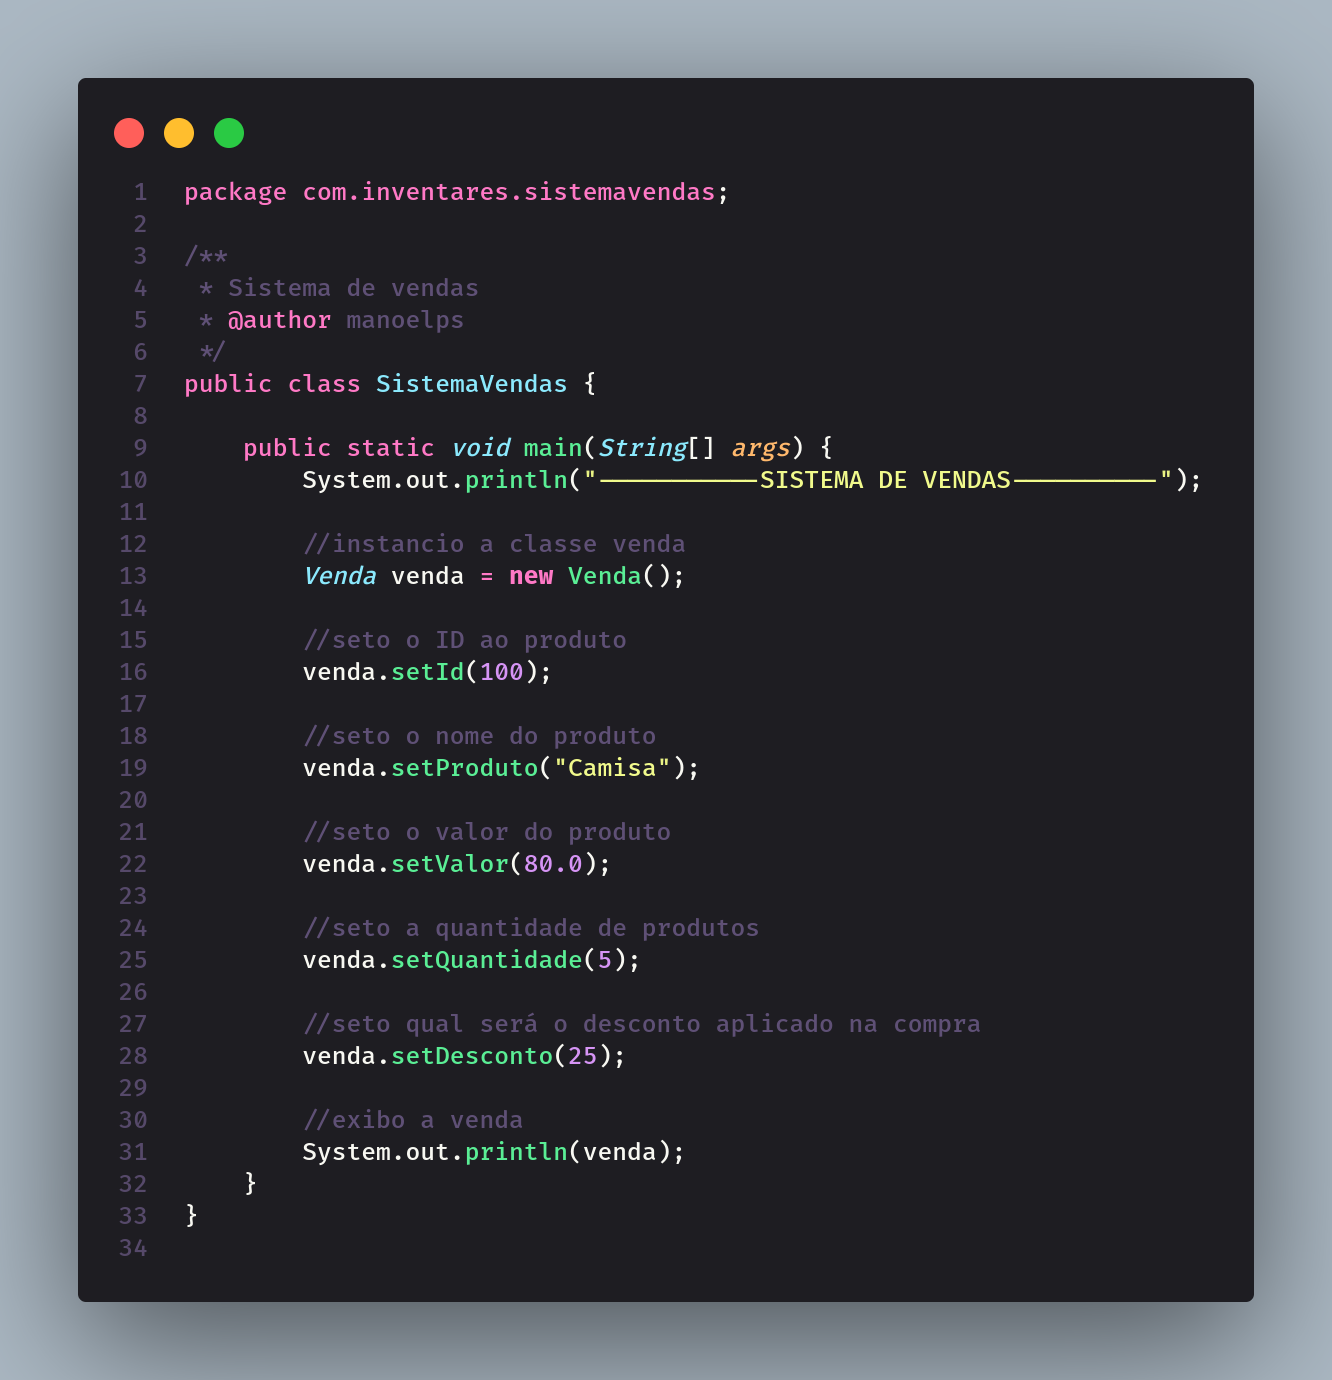 1 package com.inventares.sistemavendas;
2
3 /**
4  * Sistema de vendas
5  * @author manoelps
6  */
7 public class SistemaVendas {
8
9     public static void main(String[] args) {
10         System.out.println("-----------SISTEMA DE VENDAS----------");
11
12         //instancio a classe venda
13         Venda venda = new Venda();
14
15         //seto o ID ao produto
16         venda.setId(100);
17
18         //seto o nome do produto
19         venda.setProduto("Camisa");
20
21         //seto o valor do produto
22         venda.setValor(80.0);
23
24         //seto a quantidade de produtos
25         venda.setQuantidade(5);
26
27         //seto qual será o desconto aplicado na compra
28         venda.setDesconto(25);
29
30         //exibo a venda
31         System.out.println(venda);
32     }
33 }
34